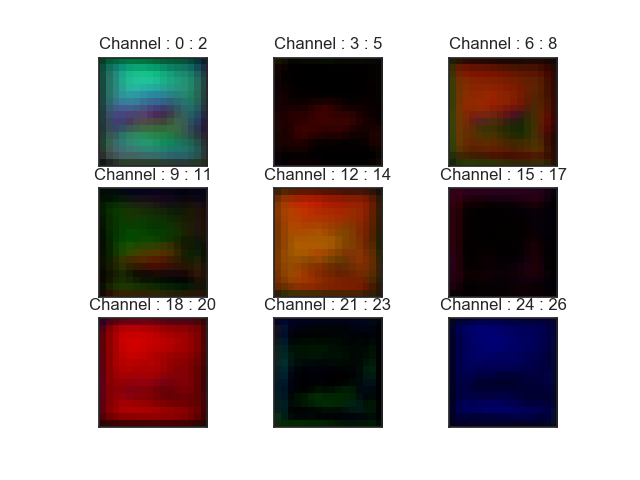 Channel : 0 : 2
Channel : 3 : 5
Channel : 6 : 8
Channel : 9 : 11
Channel : 12 : 14
Channel : 15 : 17
Channel : 18 : 20
Channel : 21 : 23
Channel : 24 : 26